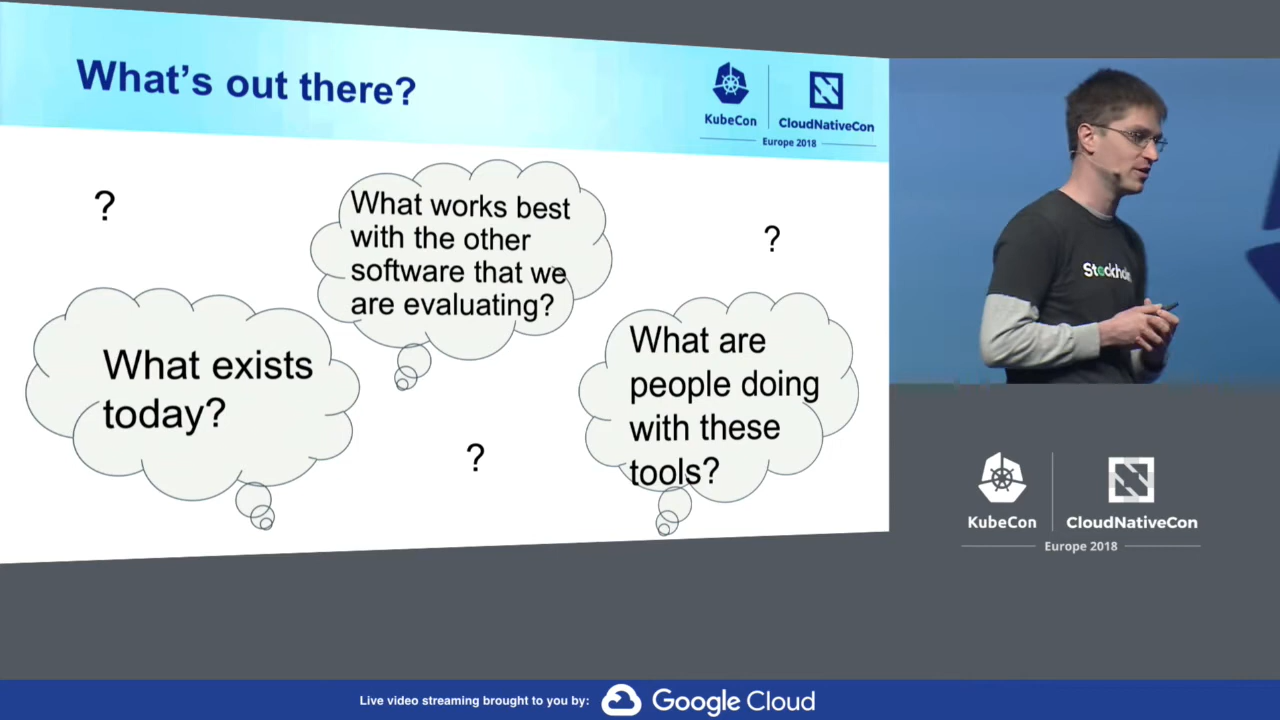 What's out there?
KubeCon
CloudNativeCon
Europe 2018
?
What works best
with the other
software that we
are evaluating?
?
What exists
today?
What are
people doing
with these
tools?
?
KubeCon
CloudNativeCon
Europe 2018
Live video streaming brought to you by:
Google Cloud